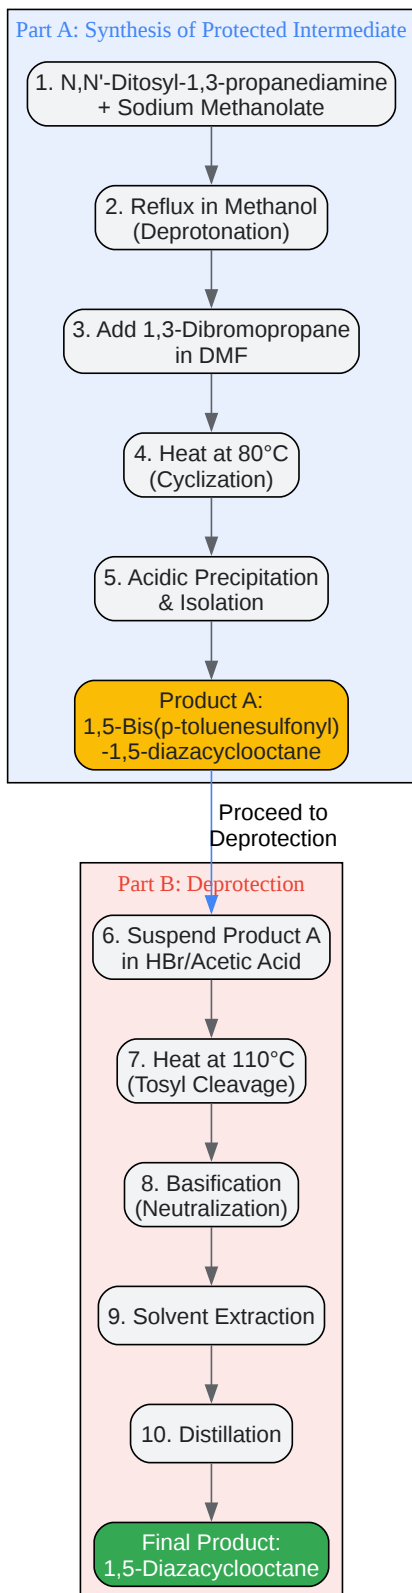 Part A: Synthesis of Protected Intermediate
1. N,N'-Ditosyl-1,3-propanediamine
+ Sodium Methanolate
2. Reflux in Methanol
(Deprotonation)
3. Add 1,3-Dibromopropane
in DMF
4. Heat at 80°C
(Cyclization)
5. Acidic Precipitation
& Isolation
Product A:
1,5-Bis(p-toluenesulfonyl)
-1,5-diazacyclooctane
Proceed to
Deprotection
Part B: Deprotection
6. Suspend Product A
in HBr/Acetic Acid
7. Heat at 110°C
(Tosyl Cleavage)
8. Basification
(Neutralization)
9. Solvent Extraction
10. Distillation
Final Product:
1,5-Diazacyclooctane